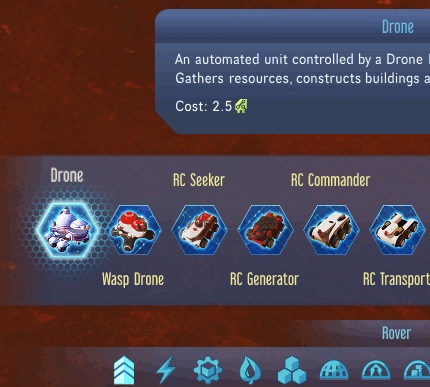 Drone
An automated unit controlled by a Drone
Gathers resources, constructs buildings a
Cost: 2.5
Drone
RC Seeker
RC Commander
Wasp Drone
RC Generator
RC Transport
Rover